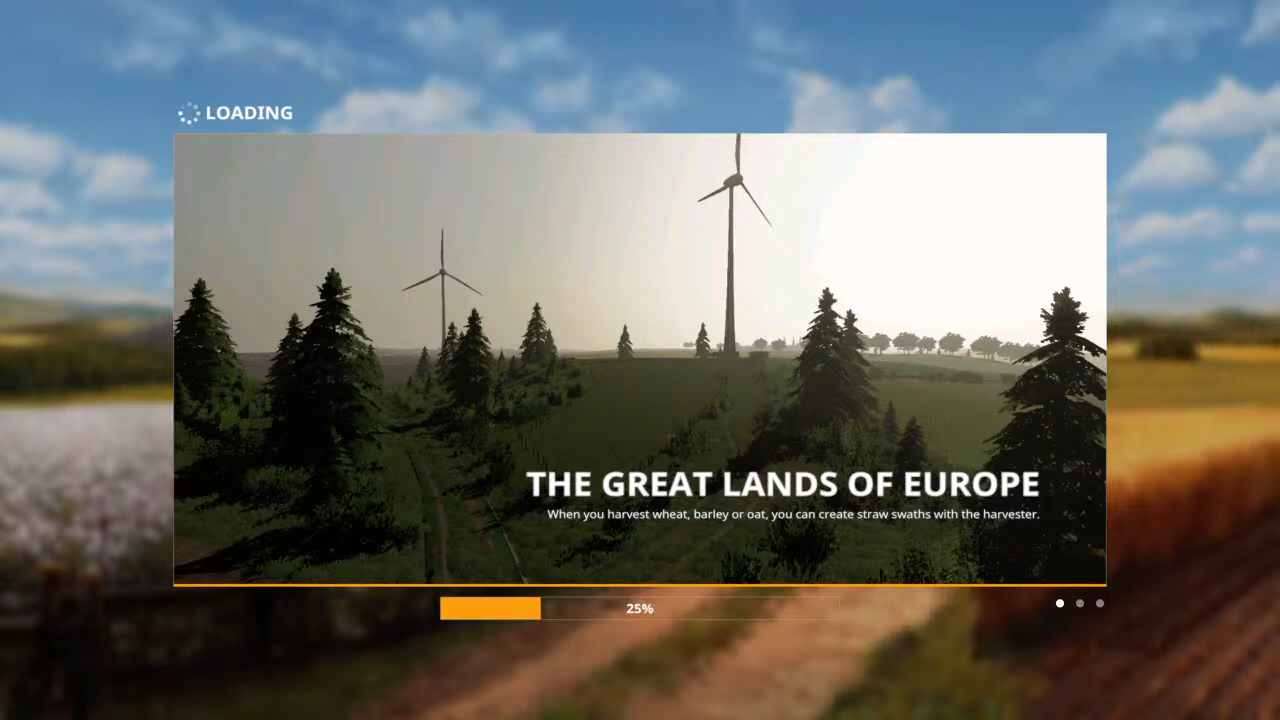 LOADING
THE GREAT LANDS OF EUROPE
When you harvest wheat, barley or oat, you can create straw swaths with the harvester.
25%